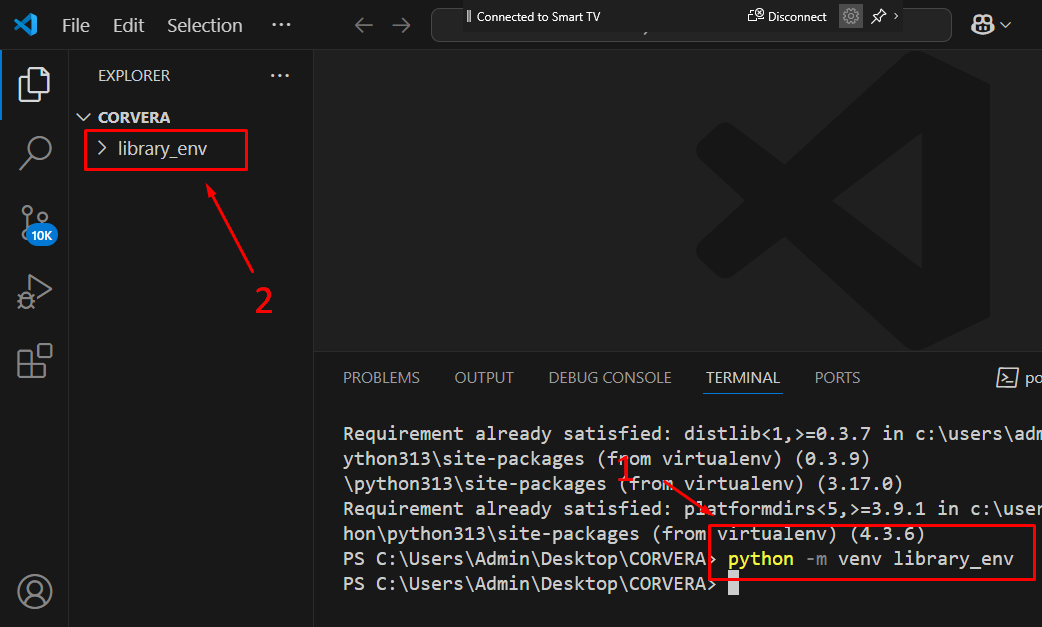 File Edit Selection ···
Connected to Smart TV Disconnect
EXPLORER ···
CORVERA
library_env
10K
2
PROBLEMS OUTPUT DEBUG CONSOLE TERMINAL PORTS po
Requirement already satisfied: distlib<1,>=0.3.7 in c:\users\adm
ython313\site-packages (from virtualenv) (0.3.9)
1
\python313\site-packages (from virtualenv) (3.17.0)
Requirement already satisfied: platformdirs<5,>=3.9.1 in c:\user
hon\python313\site-packages (from virtualenv) (4.3.6)
PS C:\Users\Admin\Desktop\CORVERA> python -m venv library_env
PS C:\Users\Admin\Desktop\CORVERA>